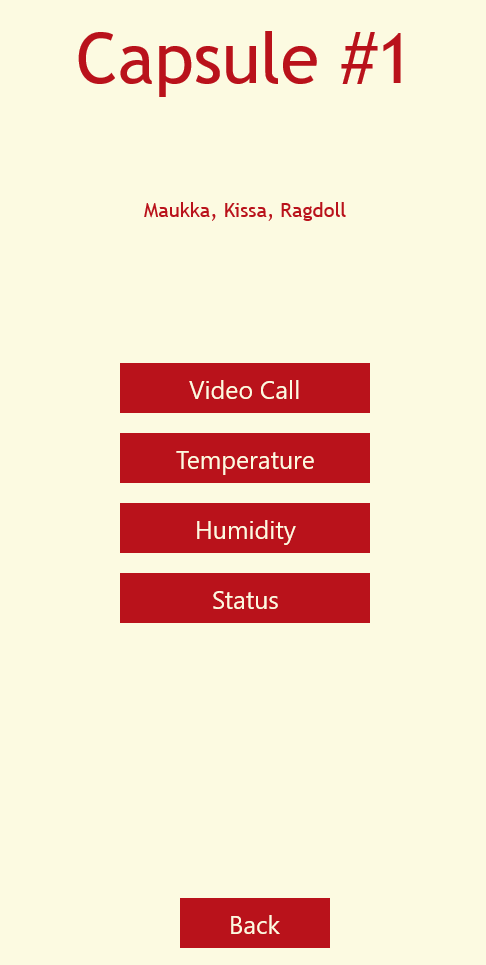 Capsule #1
Maukka, Kissa, Ragdoll
Video Call
Temperature
Humidity
Status
Back